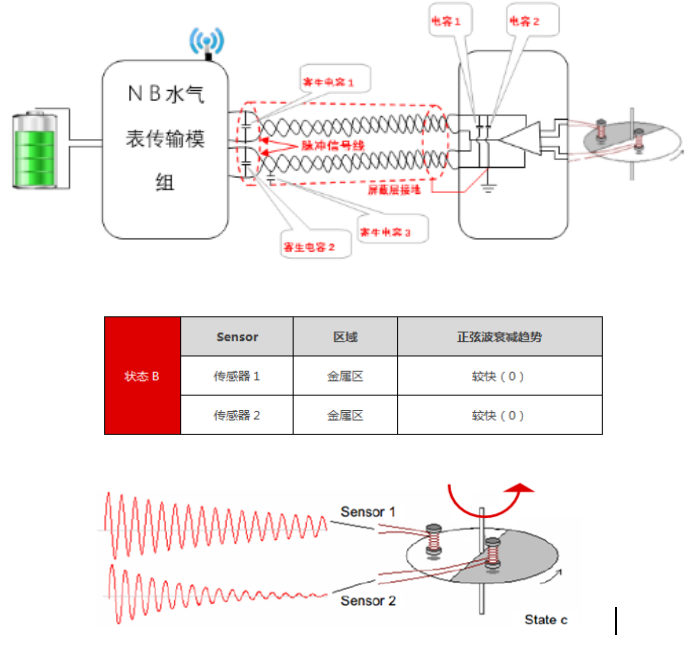 电容1
电容2
NB水气
表传输模
组
寄生电容1
脉冲信号线
屏蔽层接地
寄生电容2
寄生电容3
状态 B
Sensor
区域
正弦波衰减趋势
传感器 1
金属区
较快（0）
传感器 2
金属区
较快（0）
Sensor 1
Sensor 2
State c